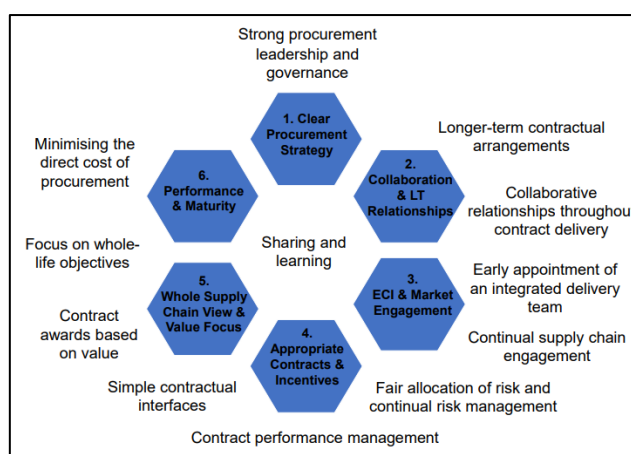 Strong procurement
leadership and
governance
1. Clear
Procurement
Strategy
Minimising the
direct cost of
procurement
6.
Performance
& Maturity
2.
Collaboration
& LT
Relationships
Longer-term contractual
arrangements
Collaborative
relationships throughout
contract delivery
Sharing and
learning
Focus on whole-
life objectives
5.
Whole Supply
Chain View &
Value Focus
3.
ECI & Market
Engagement
Early appointment of
an integrated delivery
team
Contract
awards based
on value
4.
Appropriate
Contracts &
Incentives
Continual supply chain
engagement
Simple contractual
interfaces
Fair allocation of risk and
continual risk management
Contract performance management